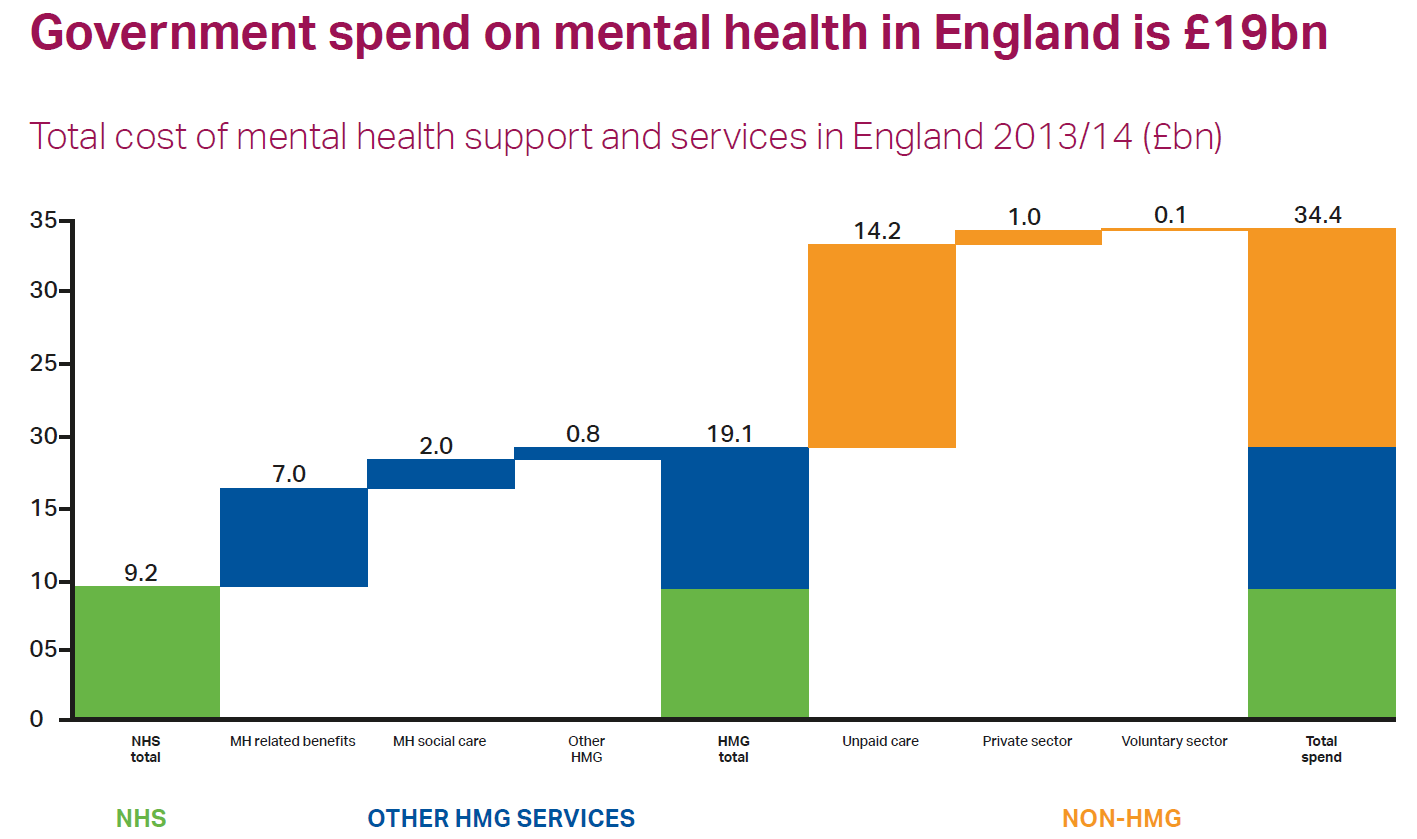 Government spend on mental health in England is £19bn
Total cost of mental health support and services in England 2013/14 (£bn)
35
30
25
30
15
10
05
0
9.2
7.0
2.0
0.8
19.1
14.2
1.0
0.1
34.4
NHS
total
MH related benefits
MH social care
Other
HMG
HMG
total
Unpaid care
Private sector
Voluntary sector
Total
spend
NHS
OTHER HMG SERVICES
NON-HMG